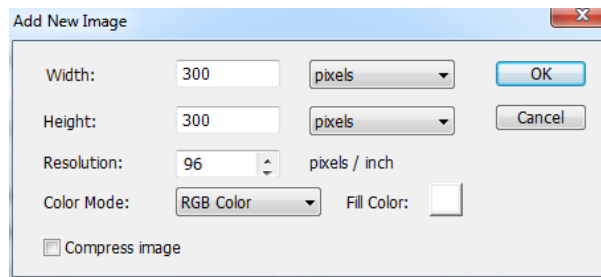 Add New Image
Width: 300 pixels OK
Height: 300 pixels Cancel
Resolution: 96 pixels / inch
Color Mode: RGB Color Fill Color:
Compress image